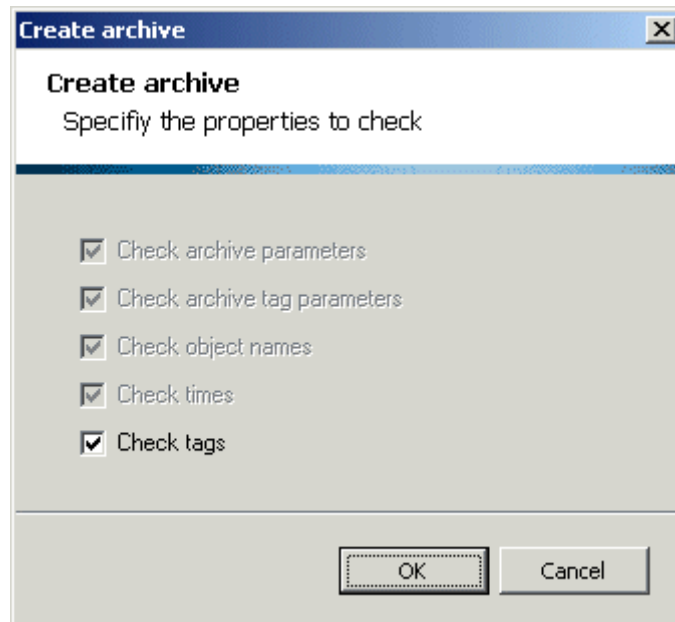 Create archive
Create archive
Specifiy the properties to check
Check archive parameters
Check archive tag parameters
Check object names
Check times
Check tags
OK
Cancel